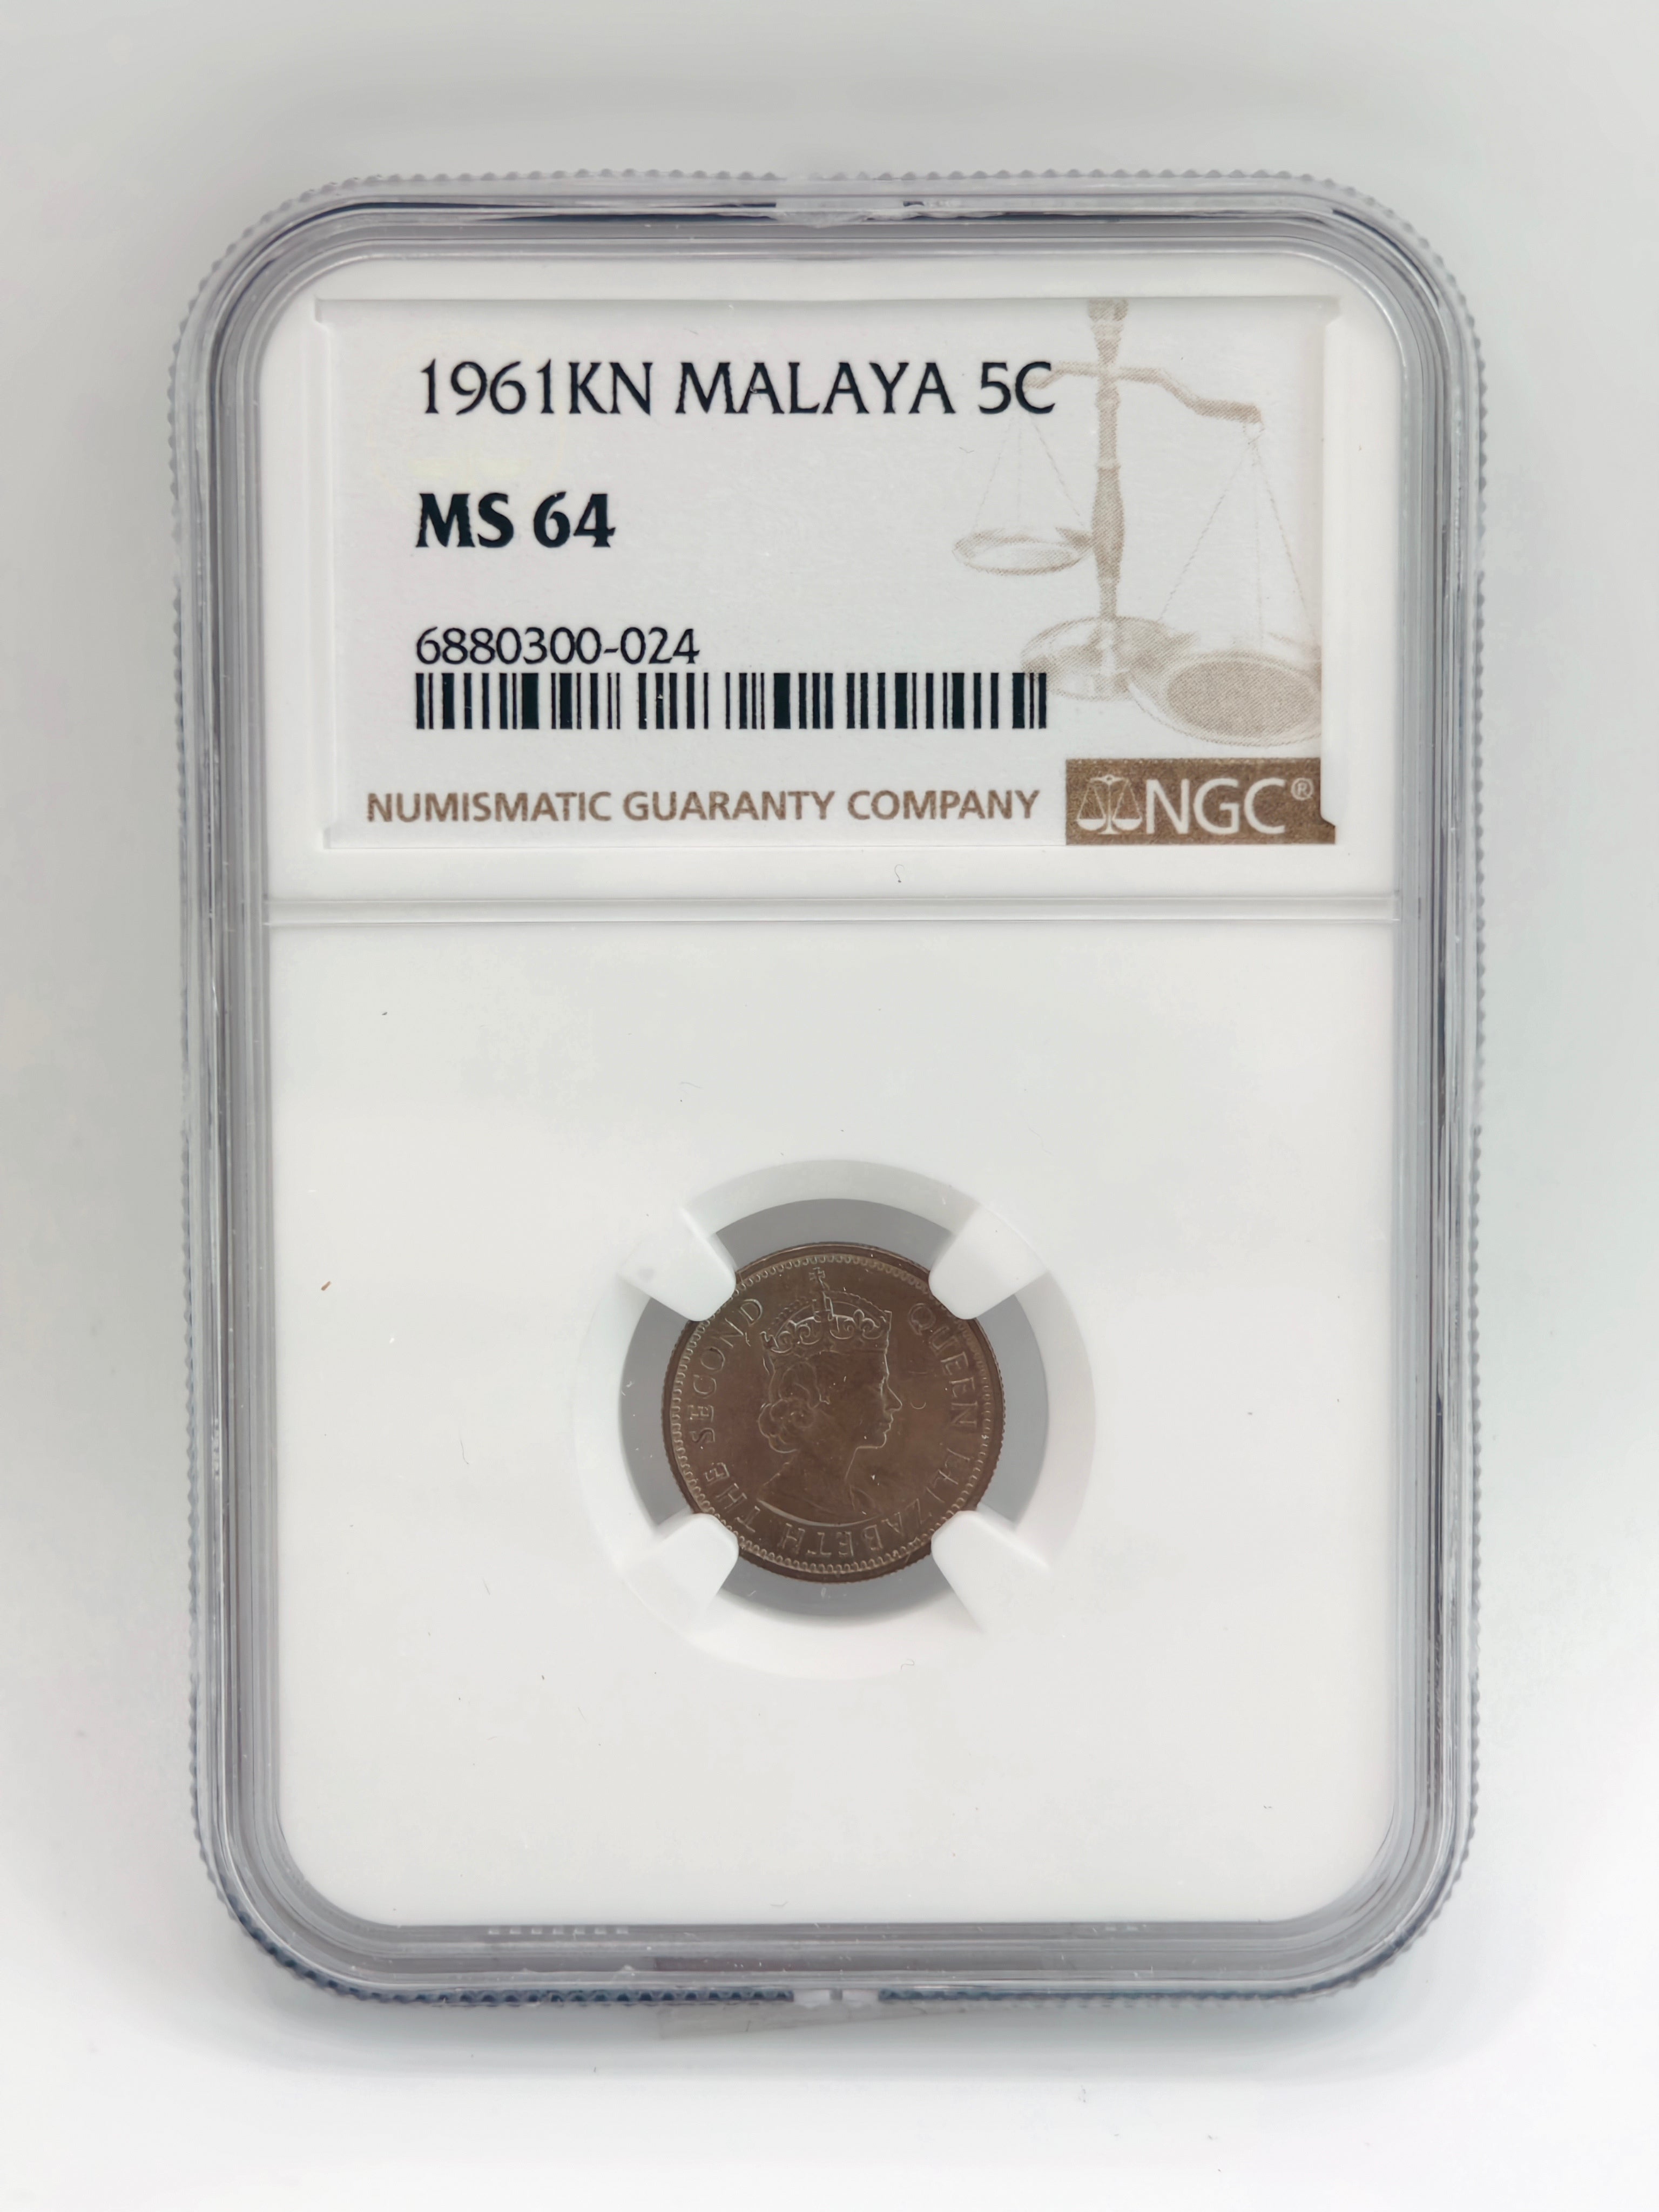 1961KN MALAYA 5C
MS 64
6880300-024
NUMISMATIC GUARANTY COMPANY
NGC®
QUEEN ELIZABETH THE SECOND